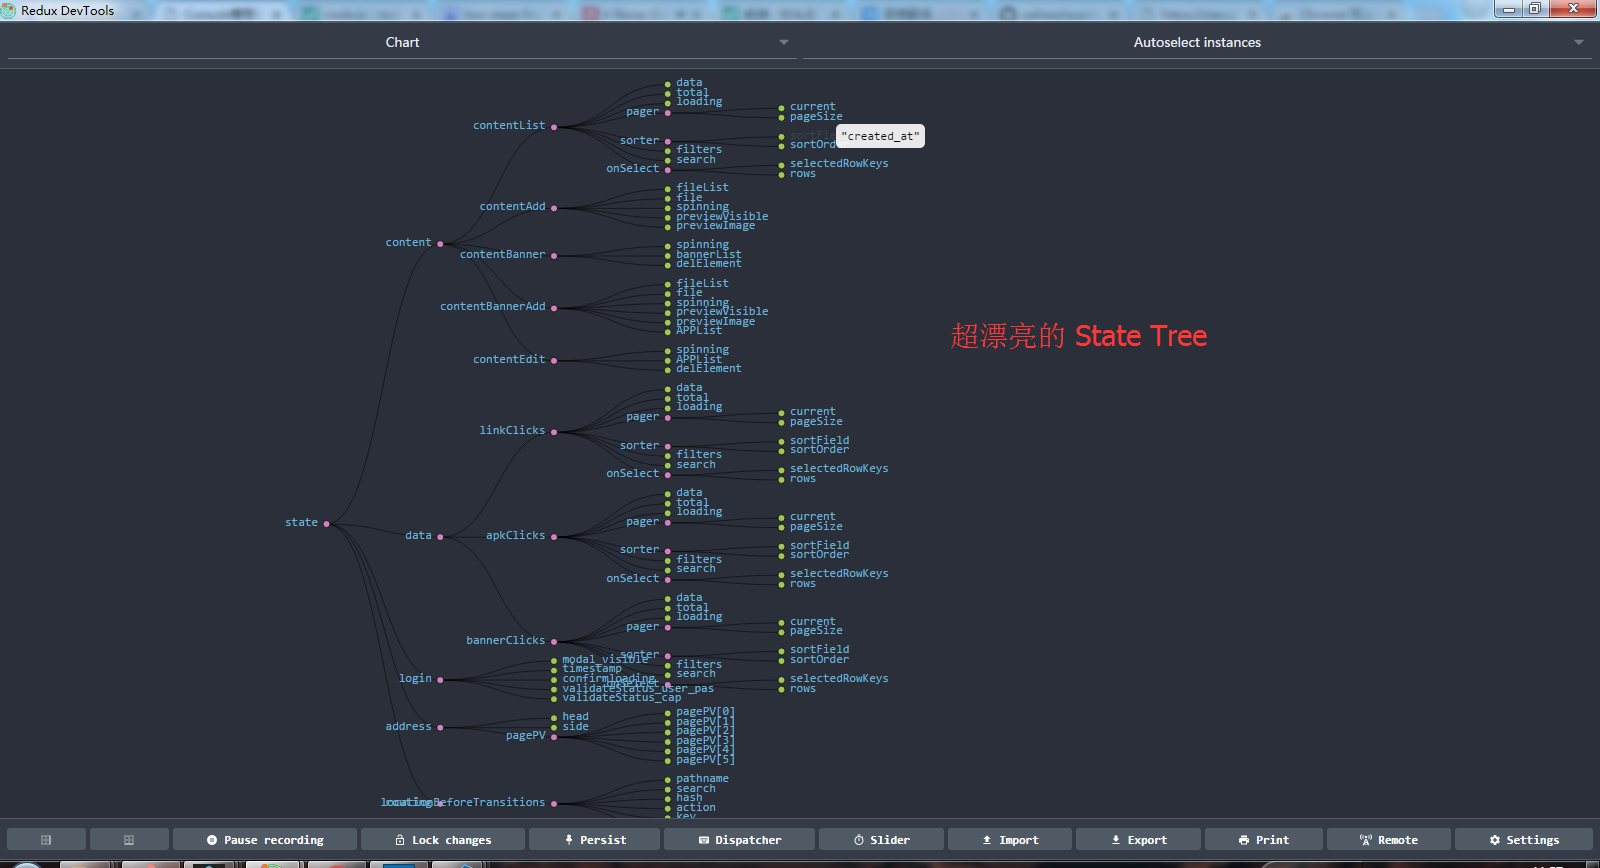 Redux DevTools
Chart
Autoselect instances
data
total
loading
pager
current
pageSize
contentList
sorter
sortFie
"created_at"
sortOrd
filters
search
onSelect
selectedRowKeys
rows
fileList
file
contentAdd
spinning
previewVisible
previewImage
content
spinning
contentBanner
bannerList
delElement
fileList
file
spinning
contentBannerAdd
previewVisible
previewImage
APPList
超漂亮的 State Tree
spinning
contentEdit
APPList
delElement
data
total
loading
pager
current
pageSize
linkClicks
sorter
sortField
sortOrder
filters
search
onSelect
selectedRowKeys
rows
data
total
loading
pager
current
pageSize
state
data
apkClicks
sorter
sortField
sortOrder
filters
search
onSelect
selectedRowKeys
rows
data
total
loading
pager
current
pageSize
bannerClicks
sorter
sortField
sortOrder
filters
search
onSelect
selectedRowKeys
rows
modal_visible
timestamp
login
confirmloading
validateStatus_user_pas
validateStatus_cap
head
address
side
pagePV
pagePV[0]
pagePV[1]
pagePV[2]
pagePV[3]
pagePV[4]
pagePV[5]
routing
locationBeforeTransitions
pathname
search
hash
action
key
Pause recording
Lock changes
Persist
Dispatcher
Slider
Import
Export
Print
Remote
Settings